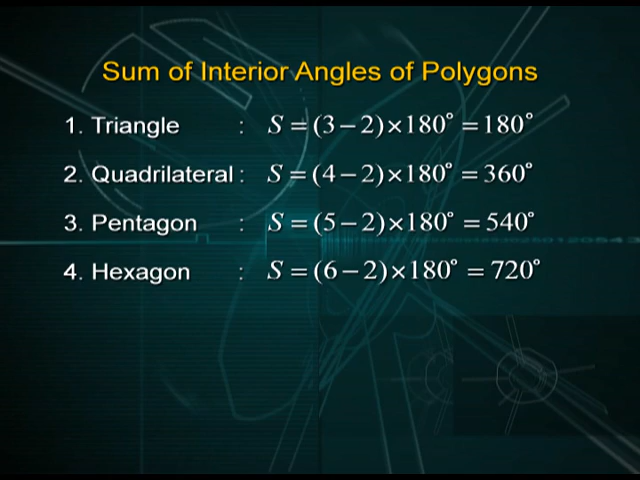 Sum of Interior Angles of Polygons
1. Triangle : S = (3 − 2) × 180° = 180°
2. Quadrilateral : S = (4 − 2) × 180° = 360°
3. Pentagon : S = (5 − 2) × 180° = 540°
4. Hexagon : S = (6 − 2) × 180° = 720°